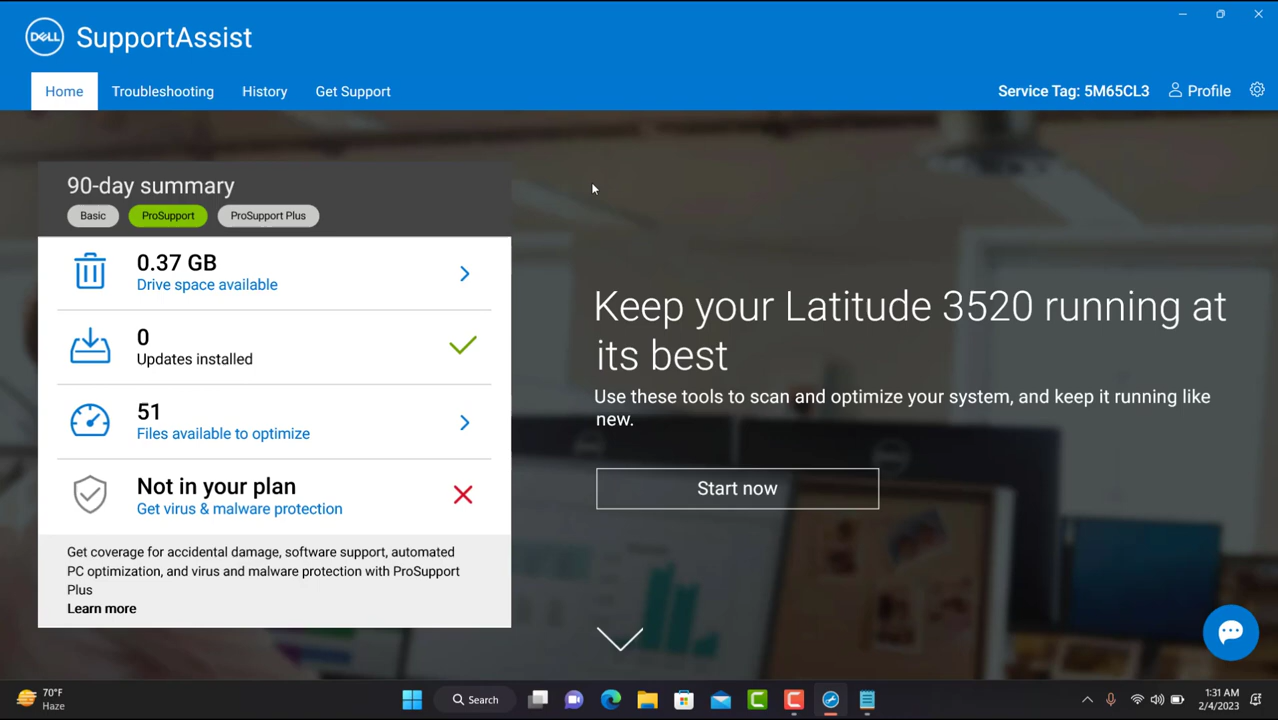 DELL SupportAssist
Home Troubleshooting History Get Support Service Tag: 5M65CL3 Profile
90-day summary
Basic ProSupport ProSupport Plus
0.37 GB
Drive space available
0
Updates installed
51
Files available to optimize
Not in your plan
Get virus & malware protection
Get coverage for accidental damage, software support, automated
PC optimization, and virus and malware protection with ProSupport
Plus
Learn more
Keep your Latitude 3520 running at
its best
Use these tools to scan and optimize your system, and keep it running like
new.
Start now
70°F
Haze
Search
1:31 AM
2/4/2023